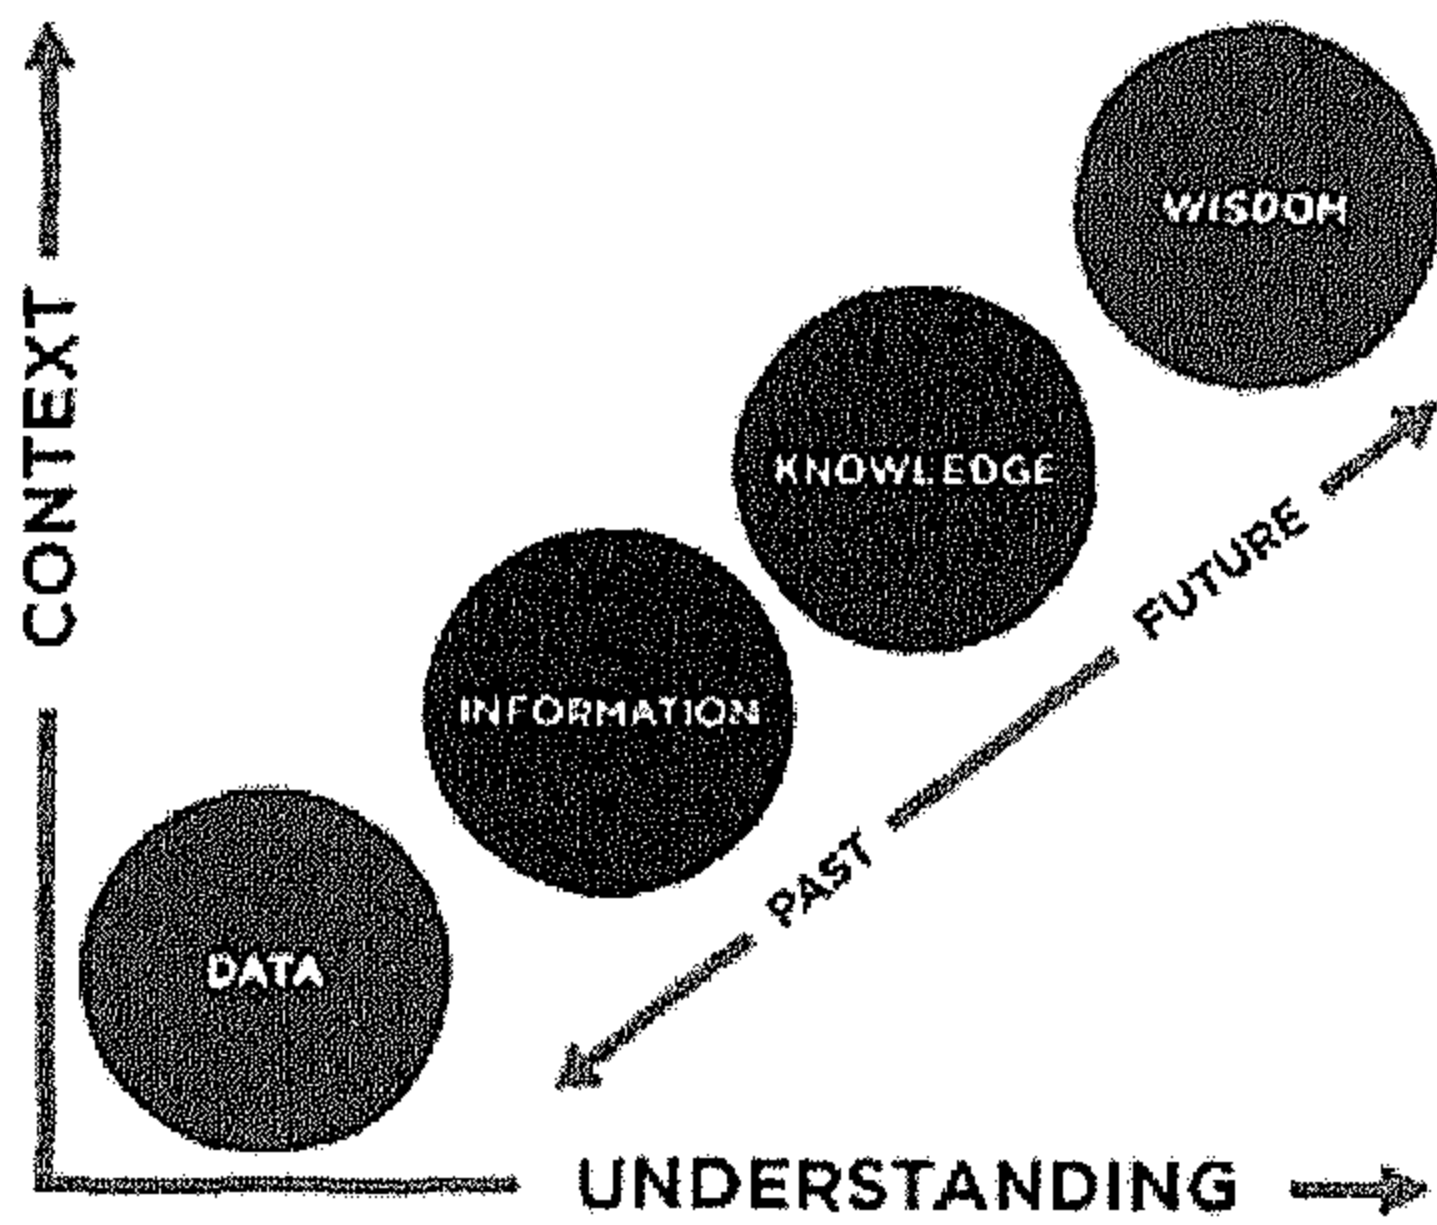 CONTEXT
WISDOM
KNOWLEDGE
FUTURE
INFORMATION
PAST
DATA
UNDERSTANDING